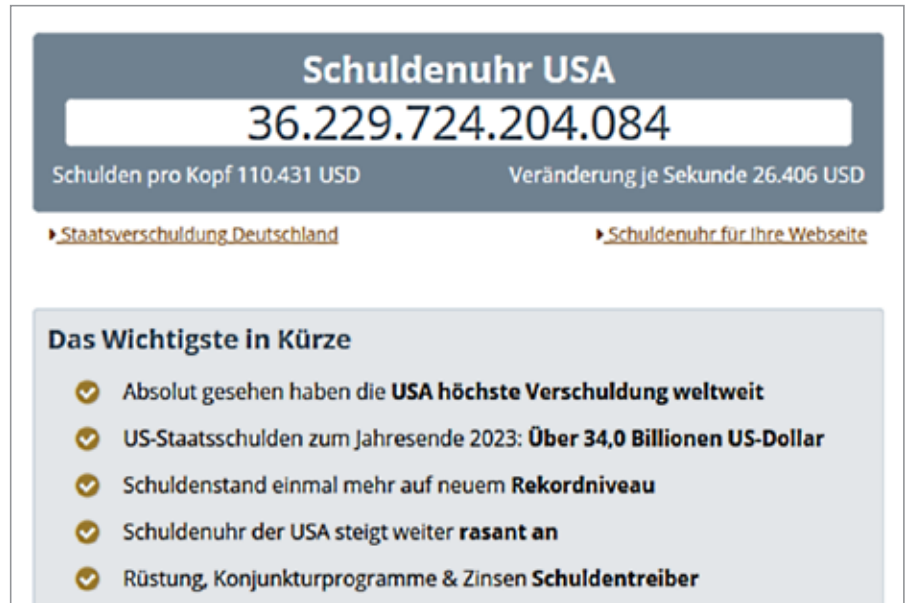 Schuldenuhr USA
36.229.724.204.084
Schulden pro Kopf 110.431 USD
Veränderung je Sekunde 26.406 USD
Staatsverschuldung Deutschland
Schuldenuhr für Ihre Webseite
Das Wichtigste in Kürze
Absolut gesehen haben die USA höchste Verschuldung weltweit
US-Staatsschulden zum Jahresende 2023: Über 34,0 Billionen US-Dollar
Schuldenstand einmal mehr auf neuem Rekordniveau
Schuldenuhr der USA steigt weiter rasant an
Rüstung, Konjunkturprogramme & Zinsen Schuldentreiber